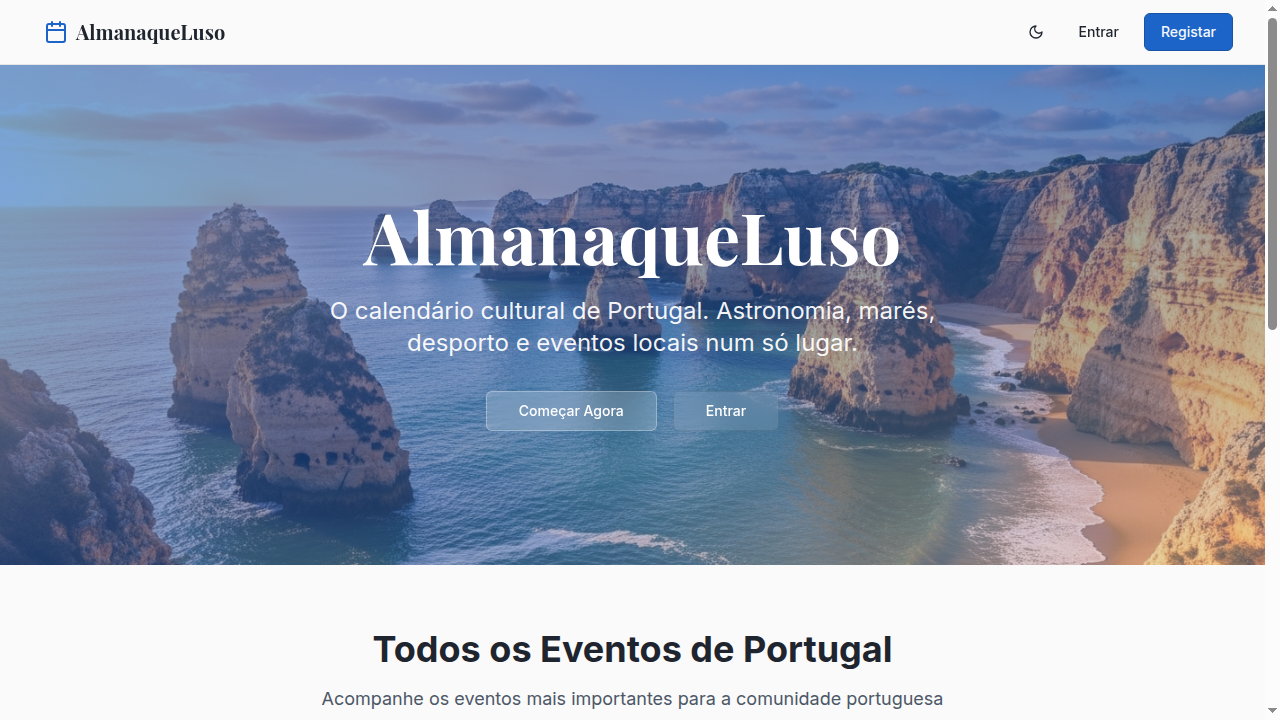 AlmanaqueLuso
Entrar
Registar
AlmanaqueLuso
O calendário cultural de Portugal. Astronomia, marés,
desporto e eventos locais num só lugar.
Começar Agora
Entrar
Todos os Eventos de Portugal
Acompanhe os eventos mais importantes para a comunidade portuguesa